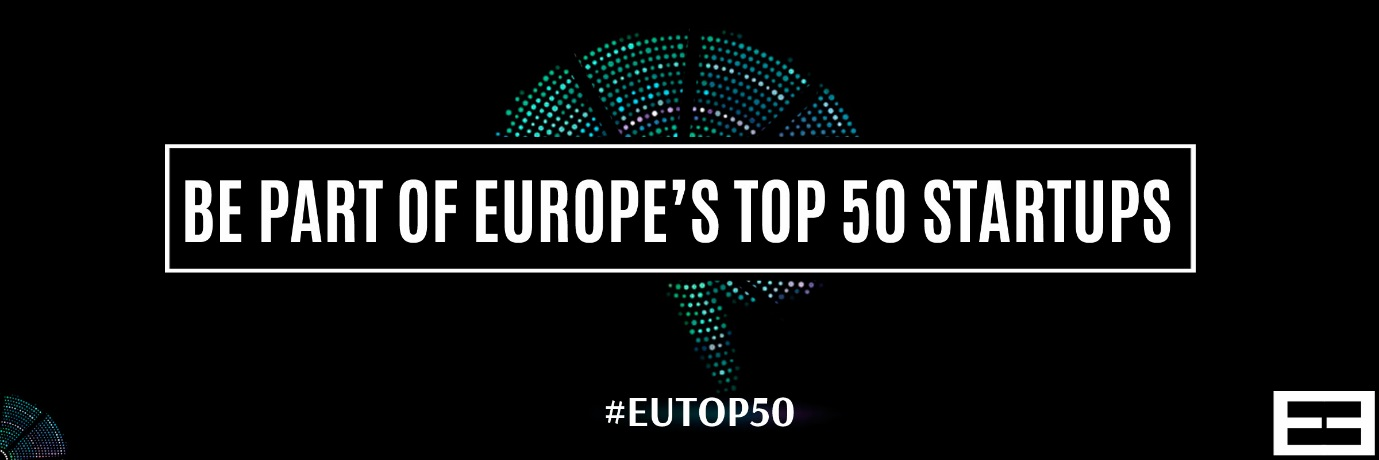 BE PART OF EUROPE’S TOP 50 STARTUPS
#EUTOP50